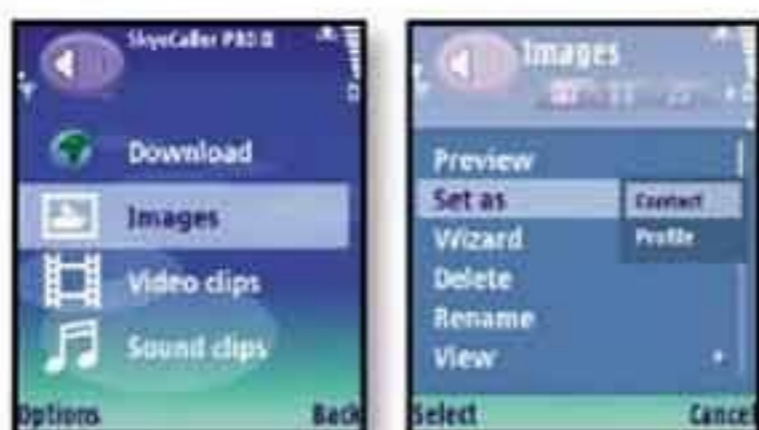 SkyeCaller PRO II
Download
Images
Video clips
Sound clips
Options Back
Images
Preview
Set as
Contact
Wizard
Profile
Delete
Rename
View
Select Cancel